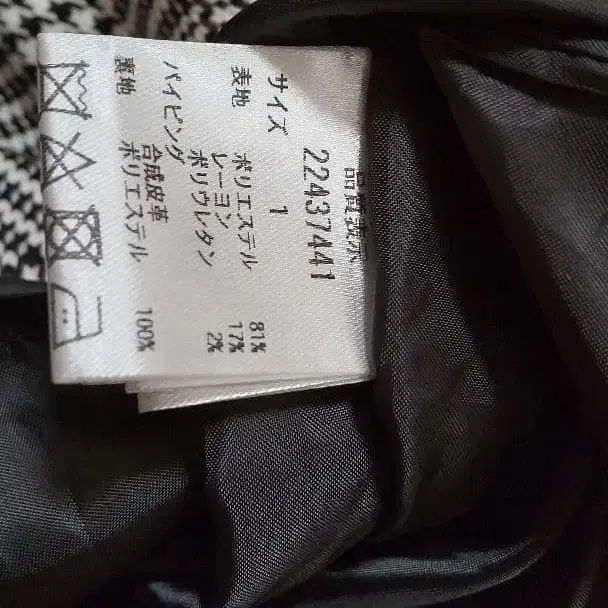 品質表示
22437441
サイズ 1
表地 ポリエステル 81%
レーヨン 17%
ポリウレタン 2%
パイピング 合成皮革
裏地 ポリエステル 100%